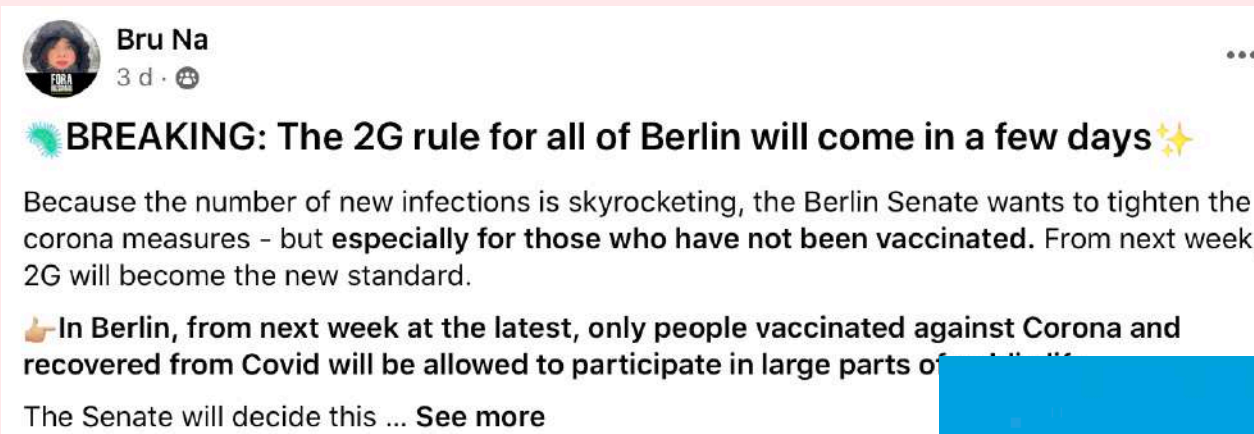 Bru Na
3 d ·
FORA
BREAKING: The 2G rule for all of Berlin will come in a few days
Because the number of new infections is skyrocketing, the Berlin Senate wants to tighten the
corona measures - but especially for those who have not been vaccinated. From next week
2G will become the new standard.
In Berlin, from next week at the latest, only people vaccinated against Corona and
recovered from Covid will be allowed to participate in large parts
The Senate will decide this ... See more